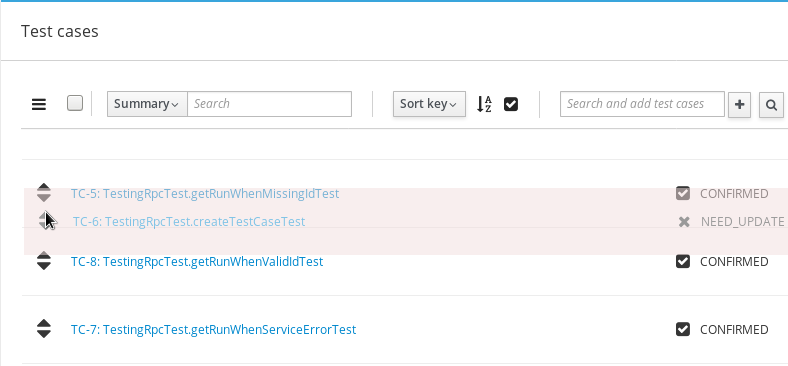 Test cases
Summary Search Sort key A Z Search and add test cases
TC-5: TestingRpcTest.getRunWhenMissingIdTest CONFIRMED
TC-6: TestingRpcTest.createTestCaseTest NEED_UPDATE
TC-8: TestingRpcTest.getRunWhenValidIdTest CONFIRMED
TC-7: TestingRpcTest.getRunWhenServiceErrorTest CONFIRMED